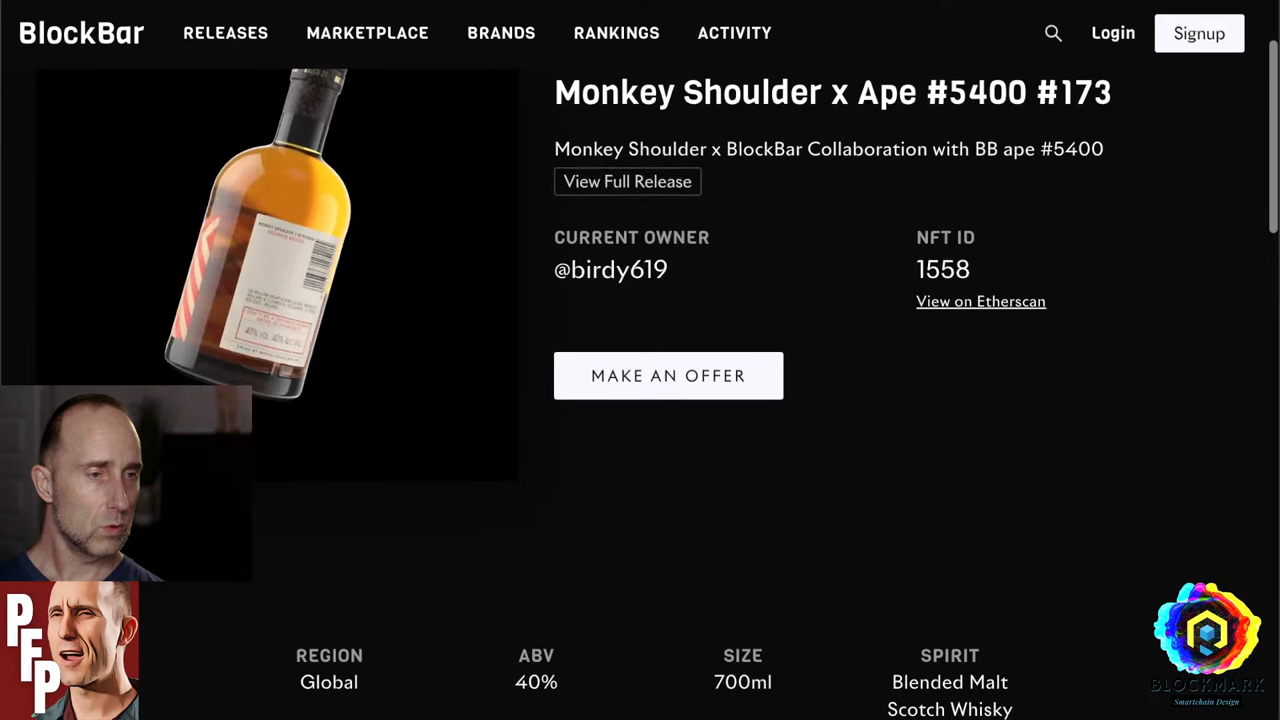 BlockBar
RELEASES
MARKETPLACE
BRANDS
RANKINGS
ACTIVITY
Login
Signup
Monkey Shoulder x Ape #5400 #173
Monkey Shoulder x BlockBar Collaboration with BB ape #5400
View Full Release
CURRENT OWNER
NFT ID
@birdy619
1558
View on Etherscan
MAKE AN OFFER
40% VOL
PFP
REGION
ABV
SIZE
SPIRIT
Global
40%
700ml
Blended Malt
Scotch Whisky
BLOCKMARK
Smartchain Design